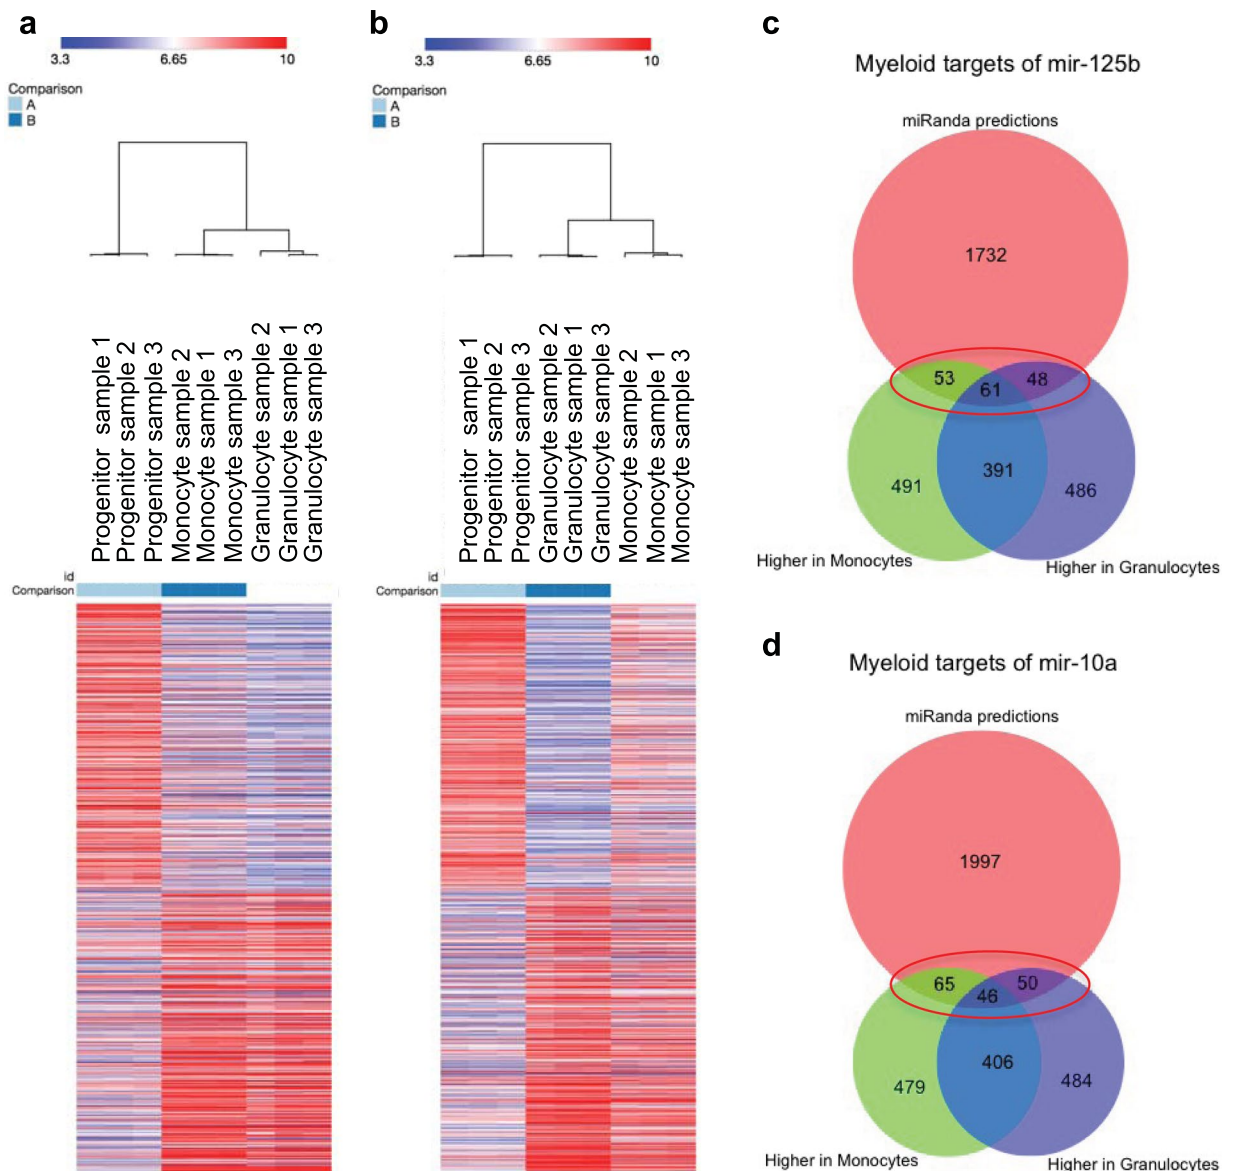 a
3.3 6.65 10
Comparison
A
B
Progenitor sample 1
Progenitor sample 2
Progenitor sample 3
Monocyte sample 2
Monocyte sample 1
Monocyte sample 3
Granulocyte sample 2
Granulocyte sample 1
Granulocyte sample 3
id
Comparison
b
3.3 6.65 10
Comparison
A
B
Progenitor sample 1
Progenitor sample 2
Progenitor sample 3
Granulocyte sample 2
Granulocyte sample 1
Granulocyte sample 3
Monocyte sample 2
Monocyte sample 1
Monocyte sample 3
id
Comparison
c
Myeloid targets of mir-125b
miRanda predictions
1732
53 61 48
491 391 486
Higher in Monocytes
Higher in Granulocytes
d
Myeloid targets of mir-10a
miRanda predictions
1997
65 46 50
479 406 484
Higher in Monocytes
Higher in Granulocytes